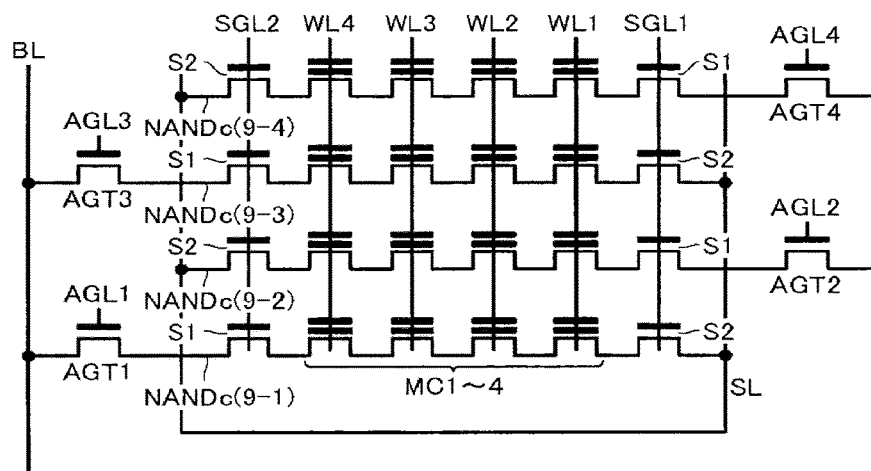 SGL2 WL4 WL3 WL2 WL1 SGL1
BL S2 S1 AGL4
NANDc(9-4) AGT4
AGL3 S1 S2
AGT3 NANDc(9-3)
S2 S1 AGL2
NANDc(9-2) AGT2
AGL1 S1 S2
AGT1 NANDc(9-1) MC1~4 SL